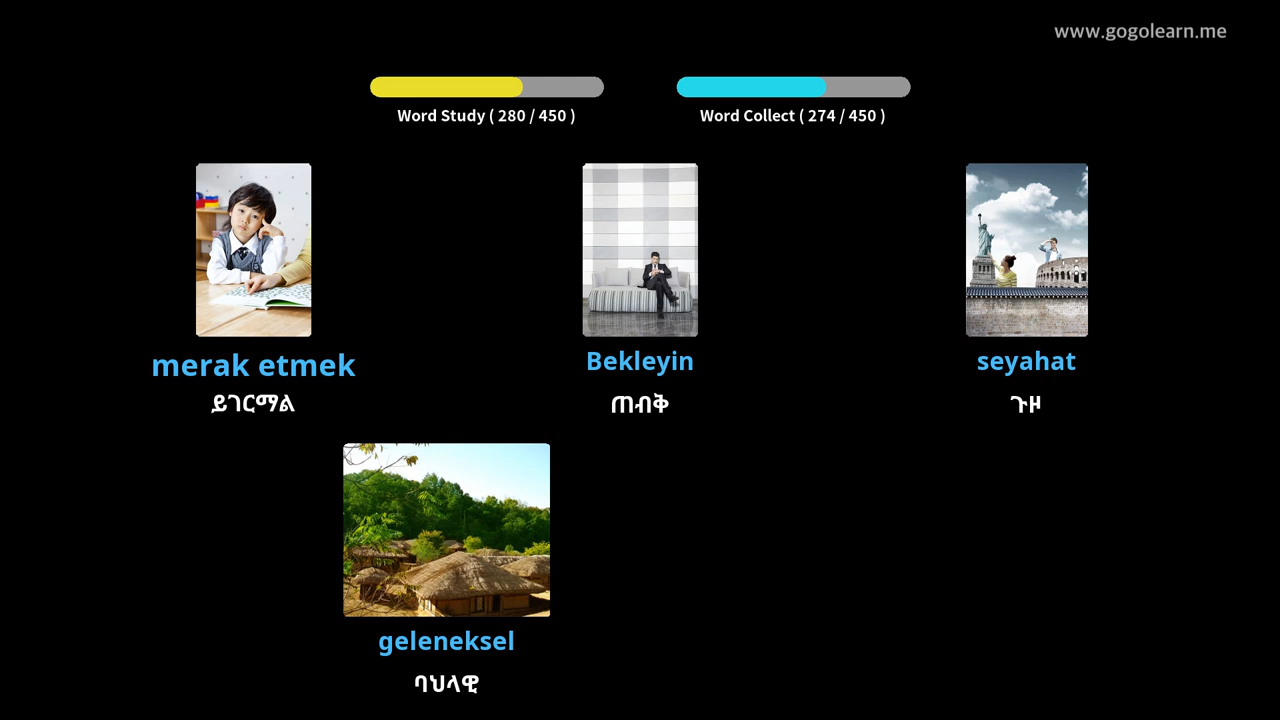 www.gogolearn.me
Word Study ( 280 / 450 )
Word Collect ( 274 / 450 )
merak etmek
ይገርማል
Bekleyin
ጠብቅ
seyahat
ጉዞ
geleneksel
ባህላዊ